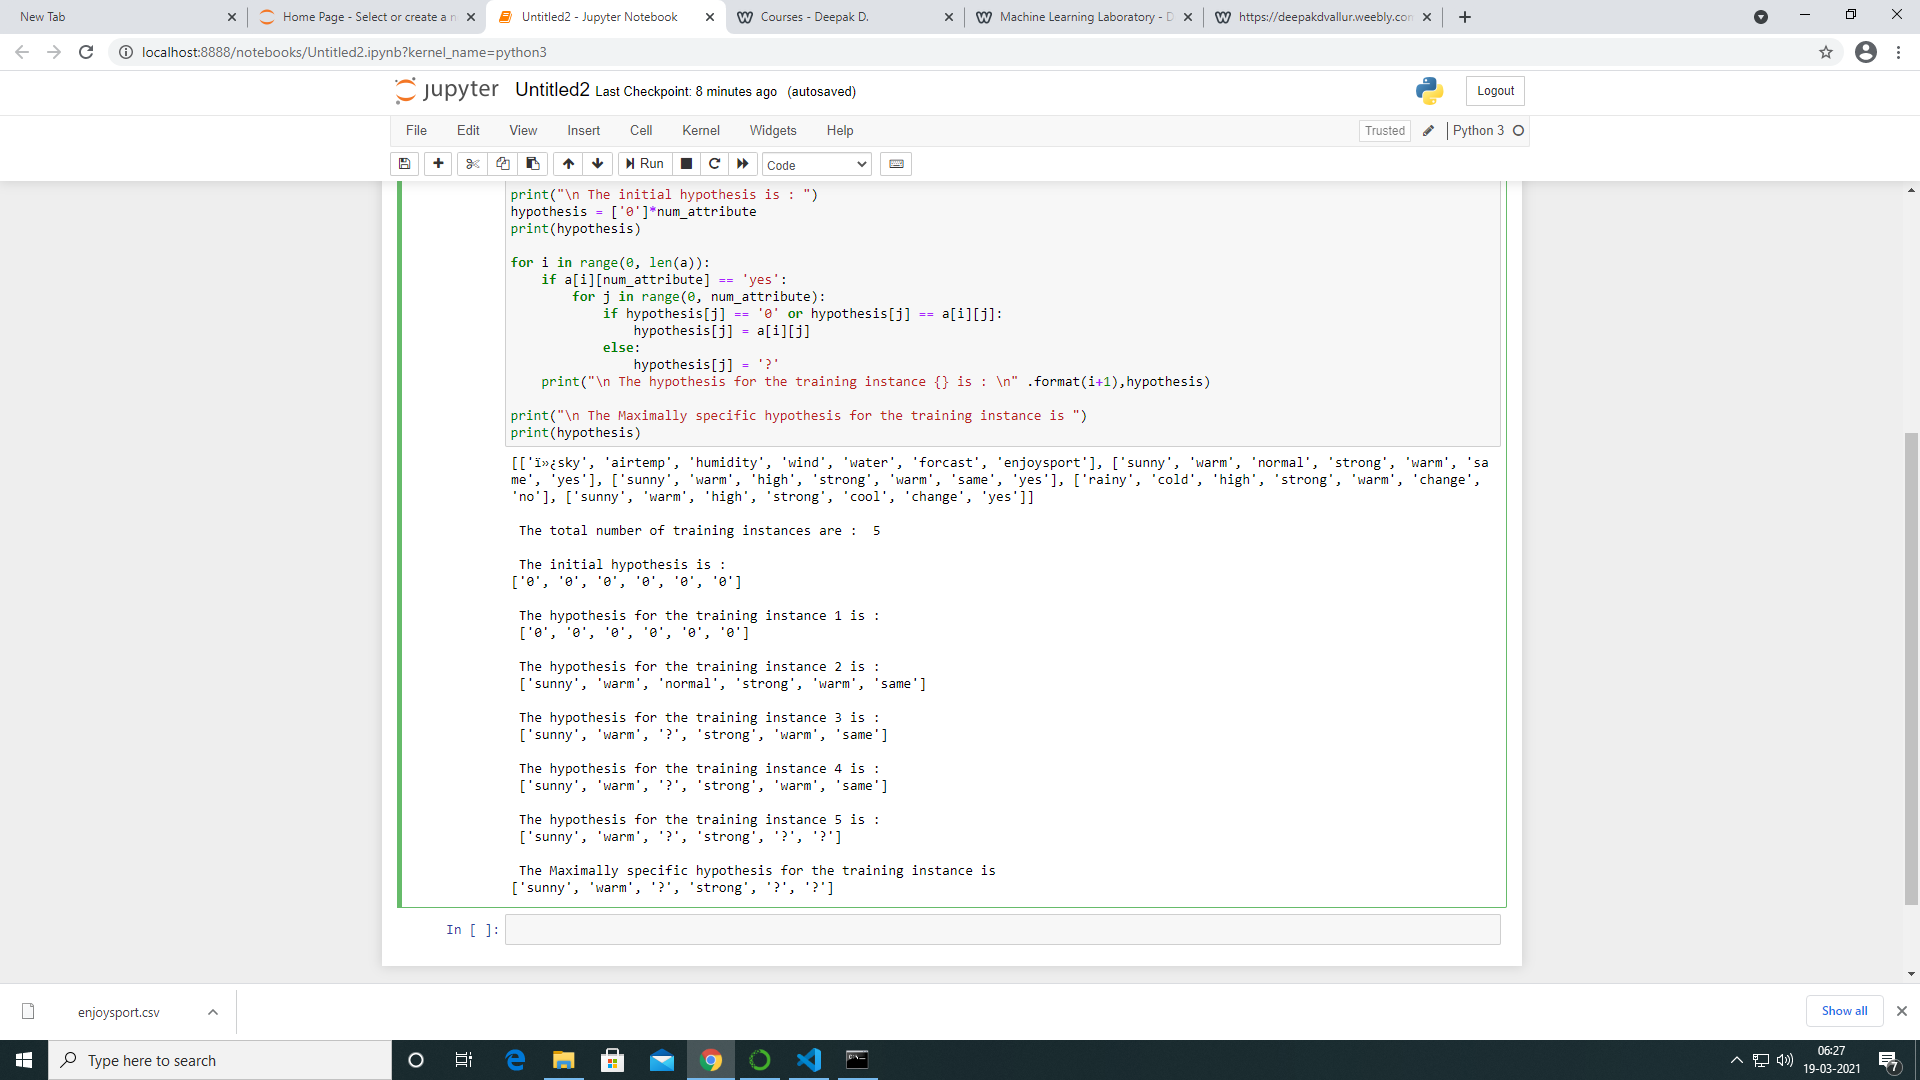 New Tab
Home Page - Select or create a n
Untitled2 - Jupyter Notebook
Courses - Deepak D.
Machine Learning Laboratory - D
https://deepakdvallur.weebly.con
localhost:8888/notebooks/Untitled2.ipynb?kernel_name=python3
jupyter Untitled2 Last Checkpoint: 8 minutes ago (autosaved)
Logout
File Edit View Insert Cell Kernel Widgets Help
Trusted
Python 3
Run
Code
print("\n The initial hypothesis is : ")
hypothesis = ['0']*num_attribute
print(hypothesis)
for i in range(0, len(a)):
    if a[i][num_attribute] == 'yes':
        for j in range(0, num_attribute):
            if hypothesis[j] == '0' or hypothesis[j] == a[i][j]:
                hypothesis[j] = a[i][j]
            else:
                hypothesis[j] = '?'
    print("\n The hypothesis for the training instance {} is : \n" .format(i+1),hypothesis)
print("\n The Maximally specific hypothesis for the training instance is ")
print(hypothesis)
[['ï»¿sky', 'airtemp', 'humidity', 'wind', 'water', 'forcast', 'enjoysport'], ['sunny', 'warm', 'normal', 'strong', 'warm', 'sa
me', 'yes'], ['sunny', 'warm', 'high', 'strong', 'warm', 'same', 'yes'], ['rainy', 'cold', 'high', 'strong', 'warm', 'change',
'no'], ['sunny', 'warm', 'high', 'strong', 'cool', 'change', 'yes']]
The total number of training instances are :  5
The initial hypothesis is :
['0', '0', '0', '0', '0', '0']
The hypothesis for the training instance 1 is :
['0', '0', '0', '0', '0', '0']
The hypothesis for the training instance 2 is :
['sunny', 'warm', 'normal', 'strong', 'warm', 'same']
The hypothesis for the training instance 3 is :
['sunny', 'warm', '?', 'strong', 'warm', 'same']
The hypothesis for the training instance 4 is :
['sunny', 'warm', '?', 'strong', 'warm', 'same']
The hypothesis for the training instance 5 is :
['sunny', 'warm', '?', 'strong', '?', '?']
The Maximally specific hypothesis for the training instance is
['sunny', 'warm', '?', 'strong', '?', '?']
In [ ]:
enjoysport.csv
Show all
Type here to search
06:27
19-03-2021
7